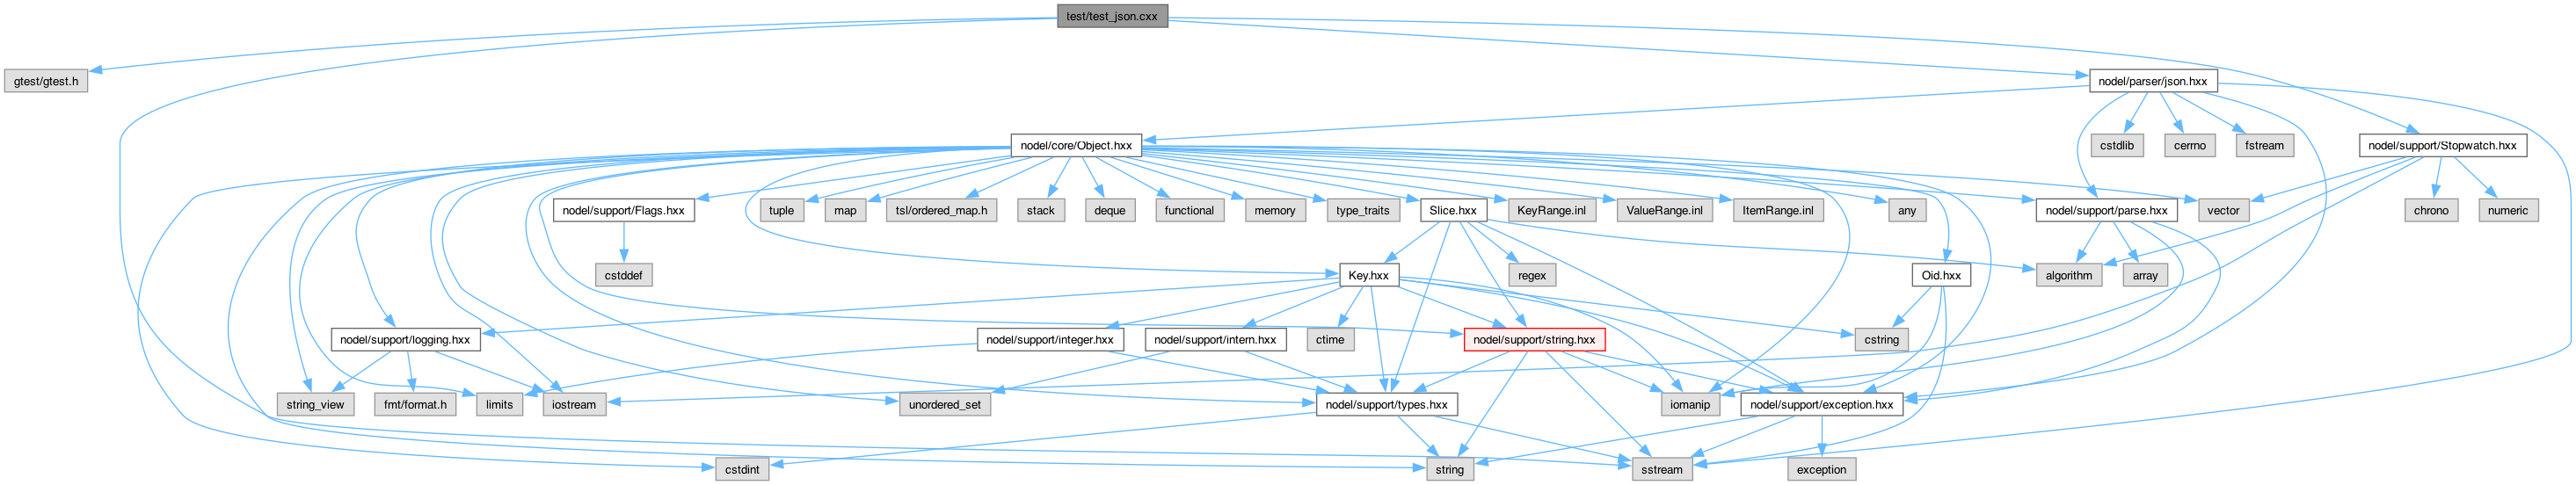 test/test_json.cxx
gtest/gtest.h
nodel/parser/json.hxx
nodel/core/Object.hxx
cstdlib
cerrno
fstream
nodel/support/Stopwatch.hxx
nodel/support/Flags.hxx
tuple
map
tsl/ordered_map.h
stack
deque
functional
memory
type_traits
Slice.hxx
KeyRange.inl
ValueRange.inl
ItemRange.inl
any
nodel/support/parse.hxx
vector
chrono
numeric
cstddef
Key.hxx
regex
Oid.hxx
algorithm
array
nodel/support/logging.hxx
nodel/support/integer.hxx
nodel/support/intern.hxx
ctime
nodel/support/string.hxx
cstring
string_view
fmt/format.h
limits
iostream
unordered_set
nodel/support/types.hxx
iomanip
nodel/support/exception.hxx
cstdint
string
sstream
exception